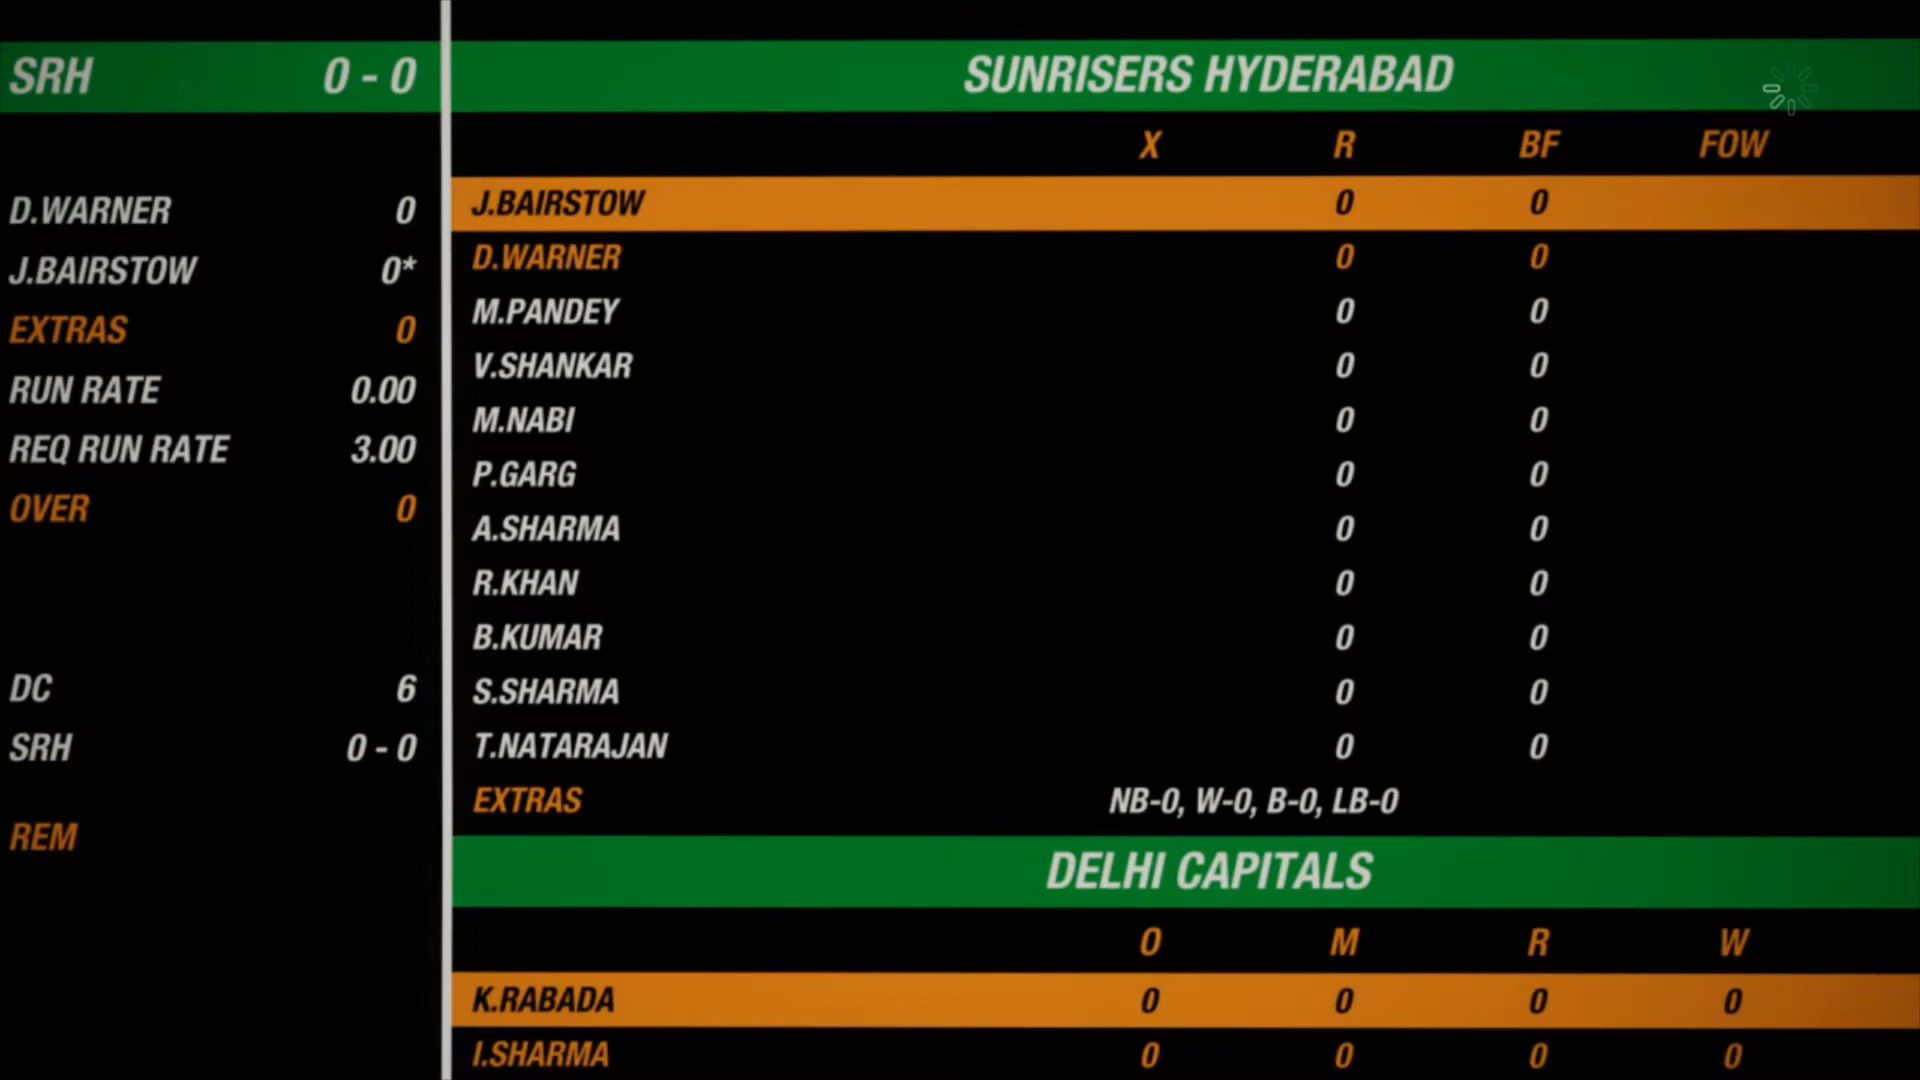 SRH 0 - 0
D.WARNER 0
J.BAIRSTOW 0*
EXTRAS 0
RUN RATE 0.00
REQ RUN RATE 3.00
OVER 0
DC 6
SRH 0 - 0
REM
SUNRISERS HYDERABAD
X R BF FOW
J.BAIRSTOW 0 0
D.WARNER 0 0
M.PANDEY 0 0
V.SHANKAR 0 0
M.NABI 0 0
P.GARG 0 0
A.SHARMA 0 0
R.KHAN 0 0
B.KUMAR 0 0
S.SHARMA 0 0
T.NATARAJAN 0 0
EXTRAS NB-0, W-0, B-0, LB-0
DELHI CAPITALS
O M R W
K.RABADA 0 0 0 0
I.SHARMA 0 0 0 0